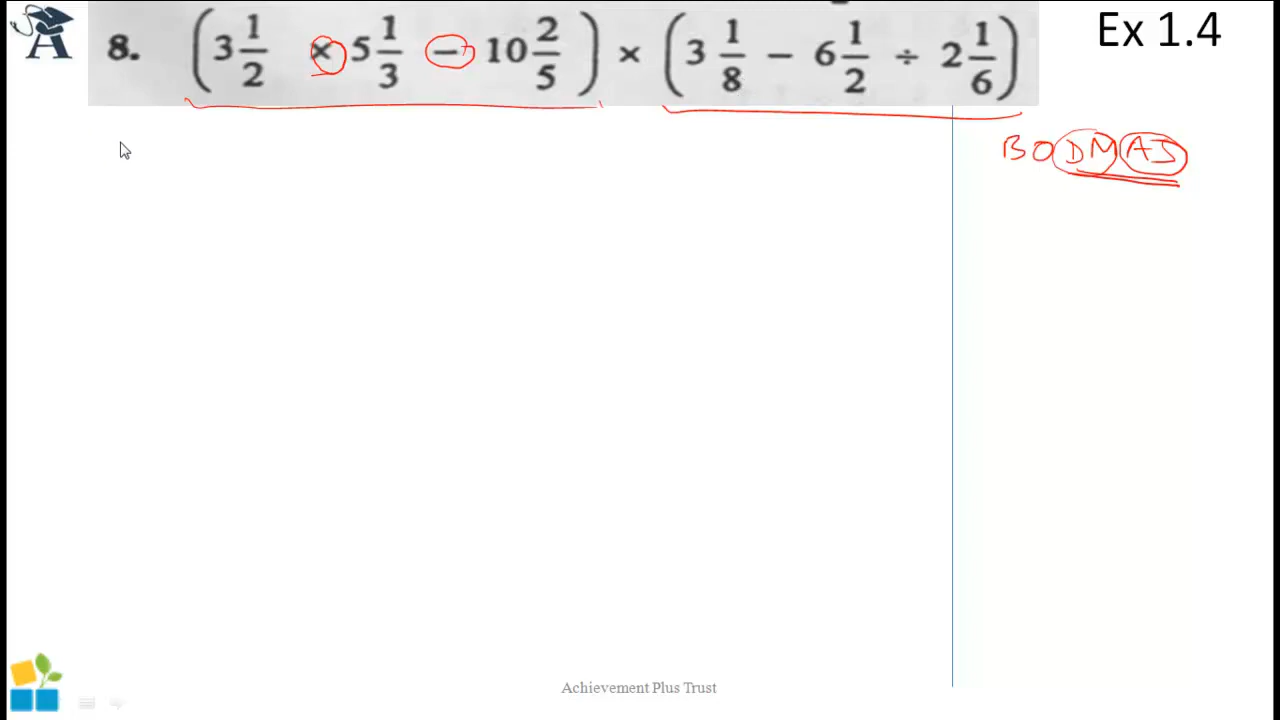 8. (3 1/2 × 5 1/3 − 10 2/5) × (3 1/8 − 6 1/2 ÷ 2 1/6)
Ex 1.4
BODMAS
Achievement Plus Trust